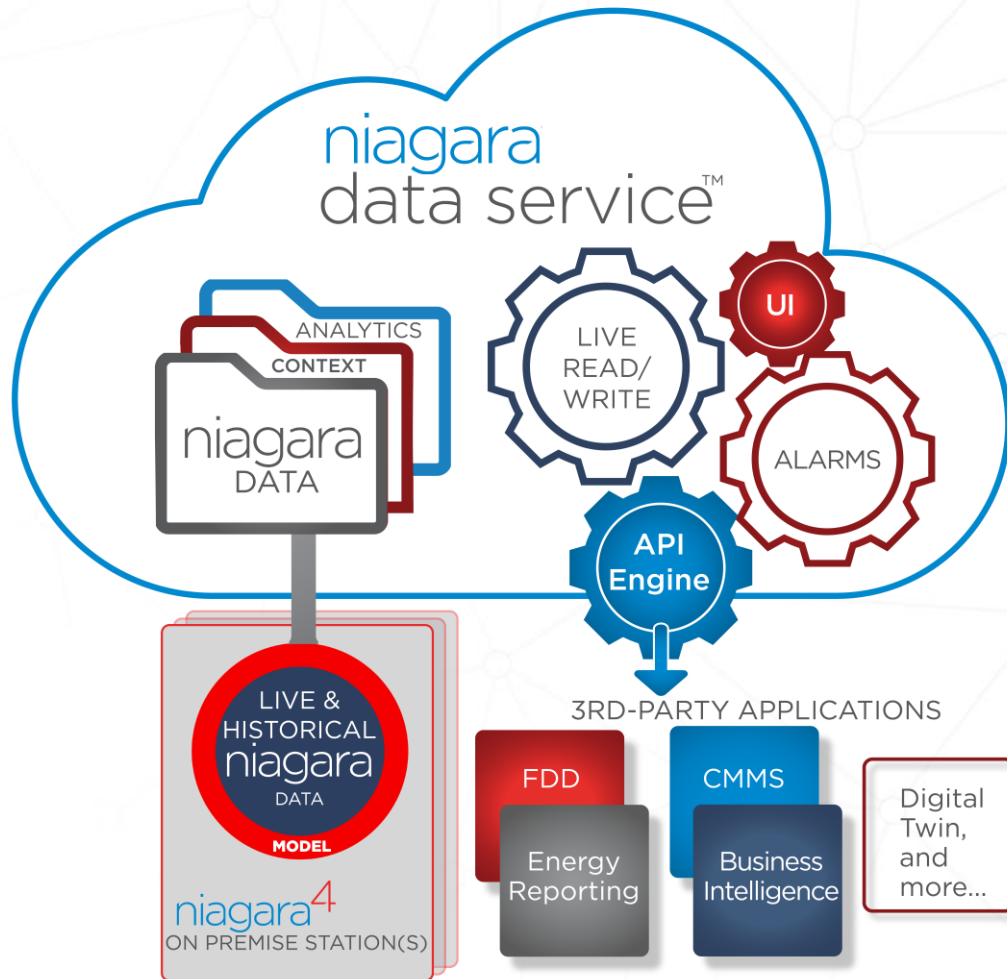 niagara
data service™
ANALYTICS
CONTEXT
niagara
DATA
LIVE
READ/
WRITE
UI
ALARMS
API
Engine
LIVE &
HISTORICAL
niagara
DATA
MODEL
niagara4
ON PREMISE STATION(S)
3RD-PARTY APPLICATIONS
FDD
Energy
Reporting
CMMS
Business
Intelligence
Digital
Twin,
and
more...